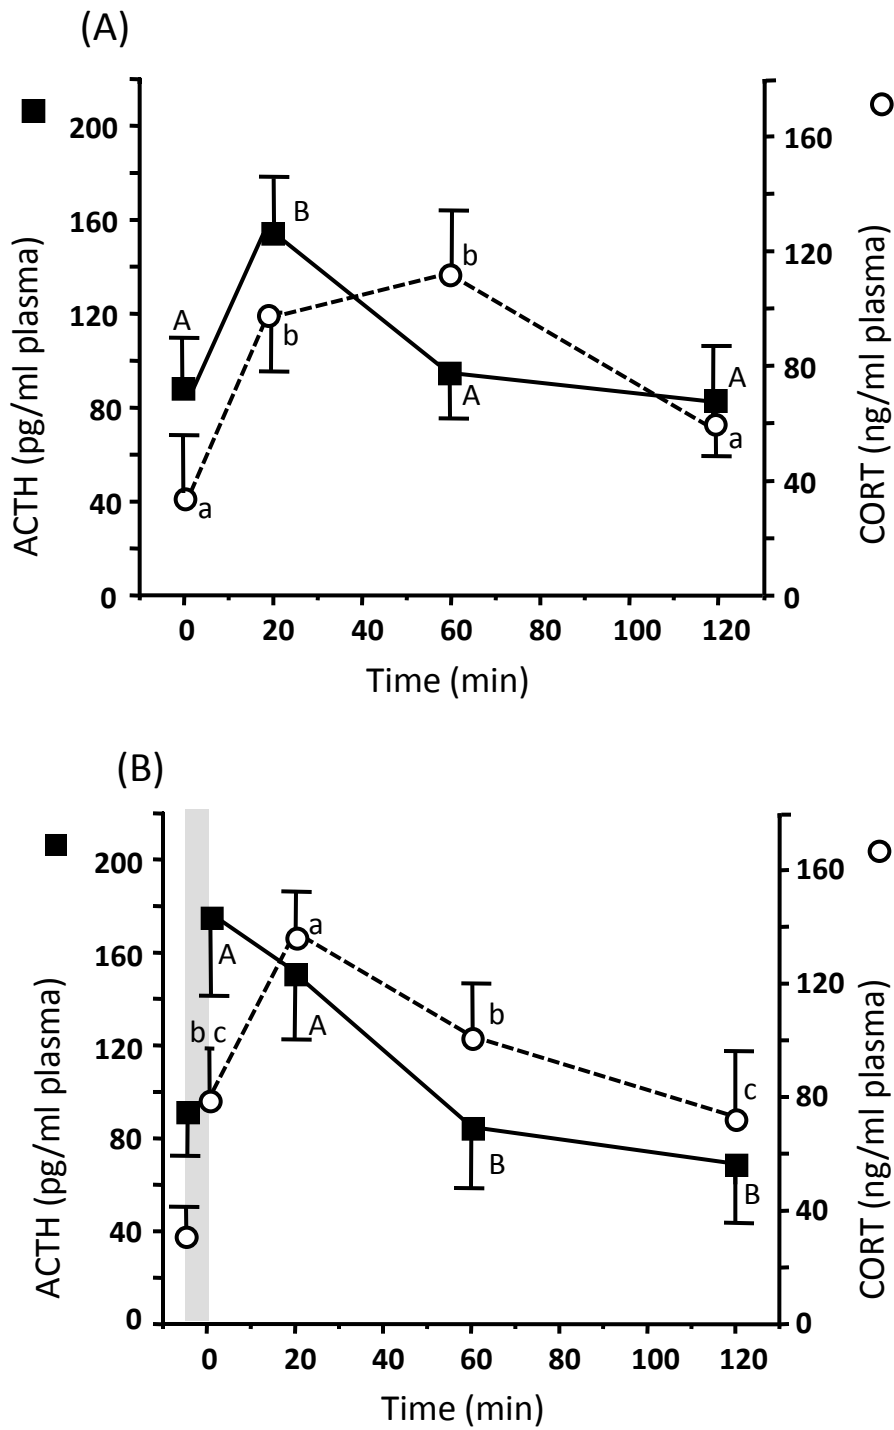 (A)
ACTH (pg/ml plasma)
200
160
120
80
40
0
CORT (ng/ml plasma)
160
120
80
40
0
A
B
A
A
a
b
b
a
0 20 40 60 80 100 120
Time (min)
(B)
ACTH (pg/ml plasma)
200
160
120
80
40
0
CORT (ng/ml plasma)
160
120
80
40
0
A
A
B
B
b c
a
b
c
0 20 40 60 80 100 120
Time (min)